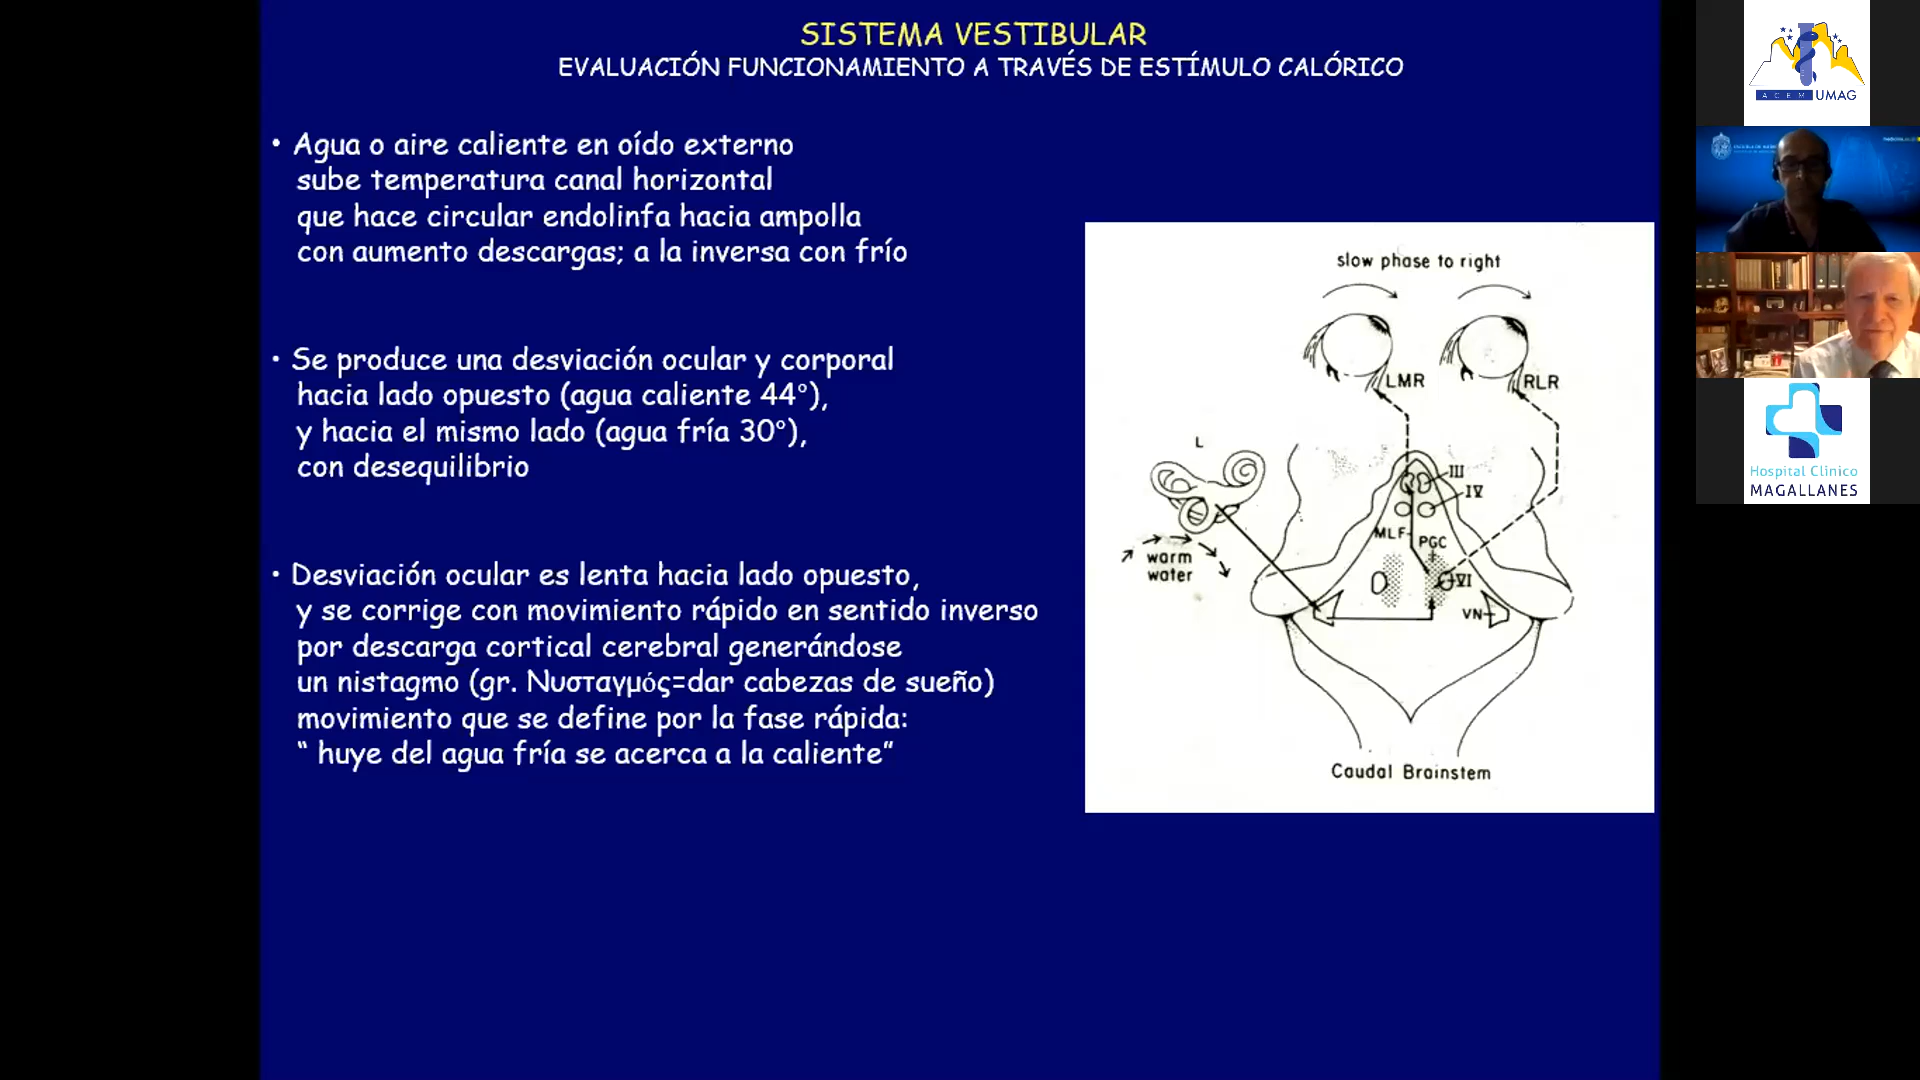 SISTEMA VESTIBULAR
EVALUACIÓN FUNCIONAMIENTO A TRAVÉS DE ESTÍMULO CALÓRICO
• Agua o aire caliente en oído externo
sube temperatura canal horizontal
que hace circular endolinfa hacia ampolla
con aumento descargas; a la inversa con frío
• Se produce una desviación ocular y corporal
hacia lado opuesto (agua caliente 44°),
y hacia el mismo lado (agua fría 30°),
con desequilibrio
• Desviación ocular es lenta hacia lado opuesto,
y se corrige con movimiento rápido en sentido inverso
por descarga cortical cerebral generándose
un nistagmo (gr. Νυσταγμός=dar cabezas de sueño)
movimiento que se define por la fase rápida:
“ huye del agua fría se acerca a la caliente”
slow phase to right
LMR
RLR
L
III
IV
MLF
PGC
warm
water
VI
VN
Caudal Brainstem
ACEM UMAG
Hospital Clínico
MAGALLANES